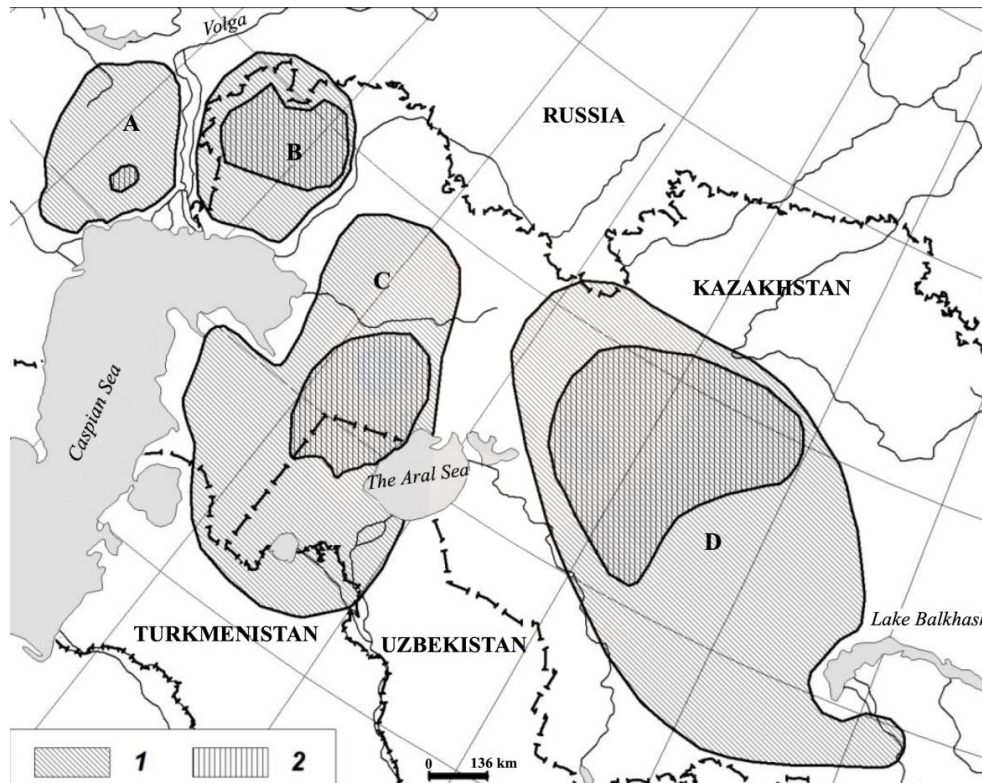 Volga
A
B
RUSSIA
C
KAZAKHSTAN
Caspian Sea
The Aral Sea
D
Lake Balkhash
TURKMENISTAN
UZBEKISTAN
1
2
0 136 km